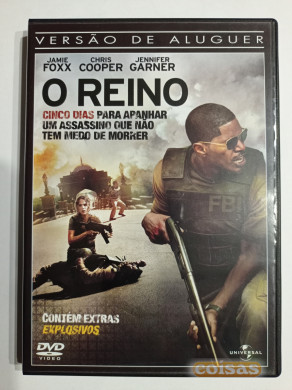 VERSÃO DE ALUGUER
JAMIE FOXX CHRIS COOPER JENNIFER GARNER
O REINO
CINCO DIAS PARA APANHAR
UM ASSASSINO QUE NÃO
TEM MEDO DE MORRER
FBI
CONTÉM EXTRAS
EXPLOSIVOS
DVD
VIDEO
UNIVERSAL
coisas